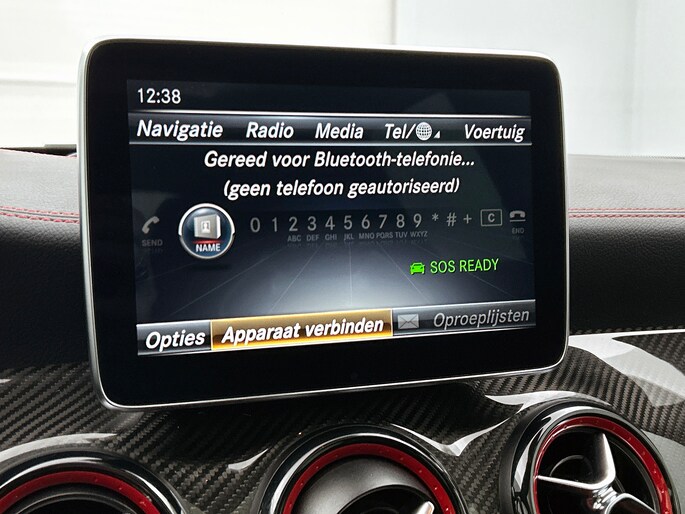 12:38
Navigatie Radio Media Tel/ Voertuig
Gereed voor Bluetooth-telefonie...
(geen telefoon geautoriseerd)
SEND NAME 0 1 2 3 4 5 6 7 8 9 * # + C END
ABC DEF GHI JKL MNO PQRS TUV WXYZ
SOS READY
Opties Apparaat verbinden Oproeplijsten